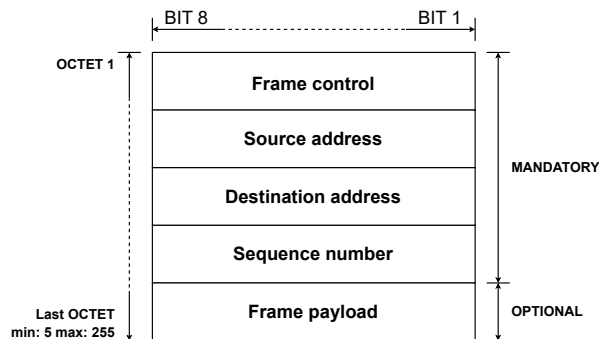 BIT 8 BIT 1
OCTET 1
Frame control
Source address
Destination address
MANDATORY
Sequence number
Frame payload
OPTIONAL
Last OCTET
min: 5 max: 255